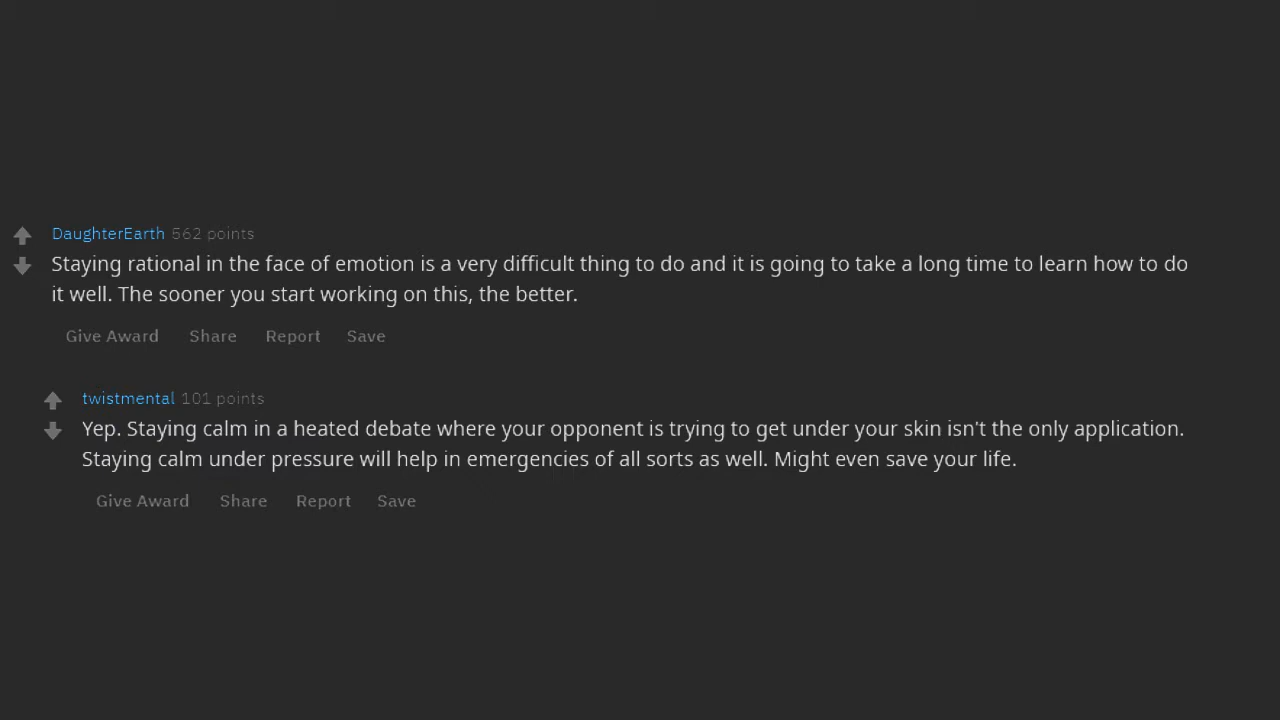 DaughterEarth 562 points
Staying rational in the face of emotion is a very difficult thing to do and it is going to take a long time to learn how to do
it well. The sooner you start working on this, the better.
Give Award Share Report Save
twistmental 101 points
Yep. Staying calm in a heated debate where your opponent is trying to get under your skin isn't the only application.
Staying calm under pressure will help in emergencies of all sorts as well. Might even save your life.
Give Award Share Report Save